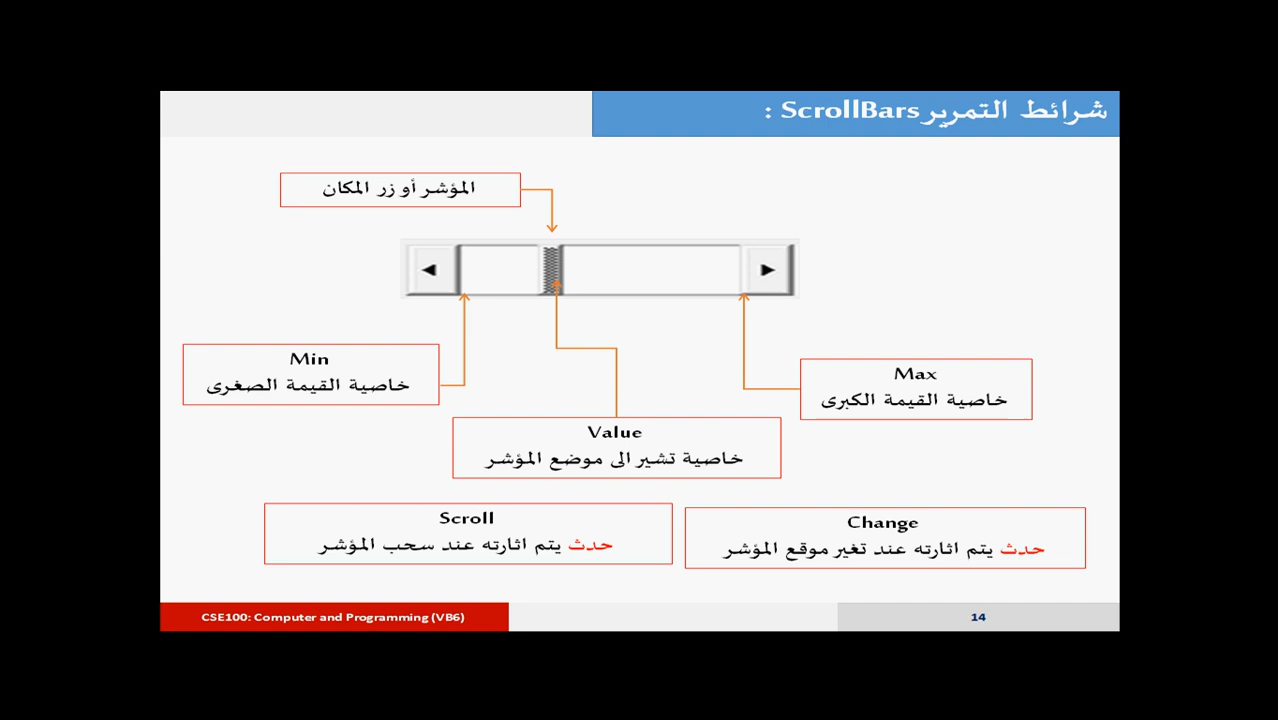 شرائط التمرير ScrollBars :
المؤشر أو زر المكان
Min
خاصية القيمة الصغرى
Max
خاصية القيمة الكبرى
Value
خاصية تشير الى موضع المؤشر
Scroll
حدث يتم اثارته عند سحب المؤشر
Change
حدث يتم اثارته عند تغير موقع المؤشر
CSE100: Computer and Programming (VB6)
14